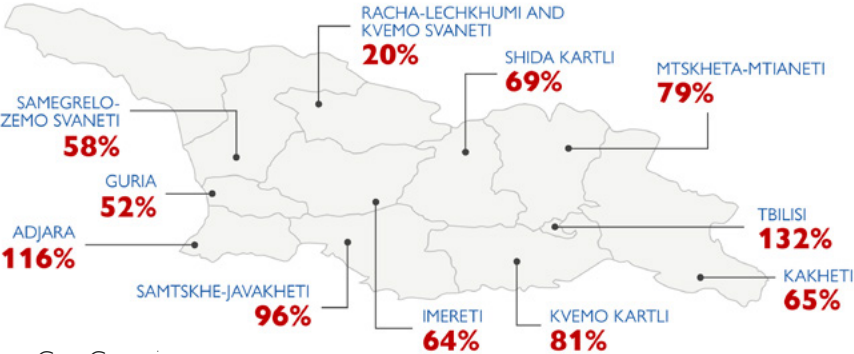 RACHA-LECHKHUMI AND
KVEMO SVANETI
20%
SHIDA KARTLI
69%
MTSKHETA-MTIANETI
79%
SAMEGRELO-
ZEMO SVANETI
58%
GURIA
52%
ADJARA
116%
TBILISI
132%
KAKHETI
65%
SAMTSKHE-JAVAKHETI
96%
IMERETI
64%
KVEMO KARTLI
81%